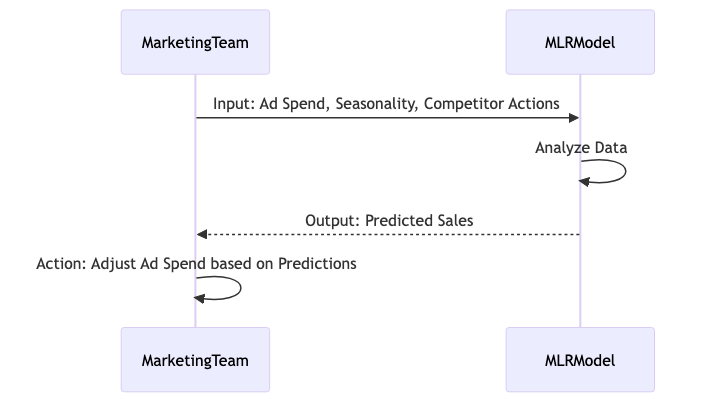 MarketingTeam
MLRModel
Input: Ad Spend, Seasonality, Competitor Actions
Analyze Data
Output: Predicted Sales
Action: Adjust Ad Spend based on Predictions
MarketingTeam
MLRModel